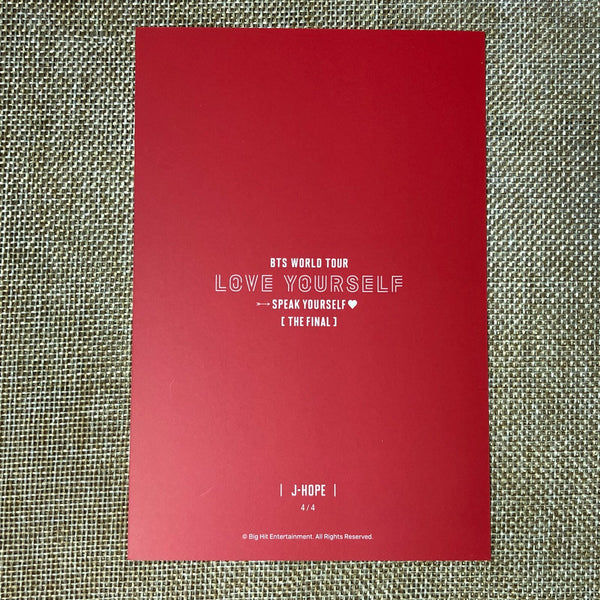 BTS WORLD TOUR
LOVE YOURSELF
➳SPEAK YOURSELF♥
[ THE FINAL ]
| J-HOPE |
4 / 4
© Big Hit Entertainment. All Rights Reserved.